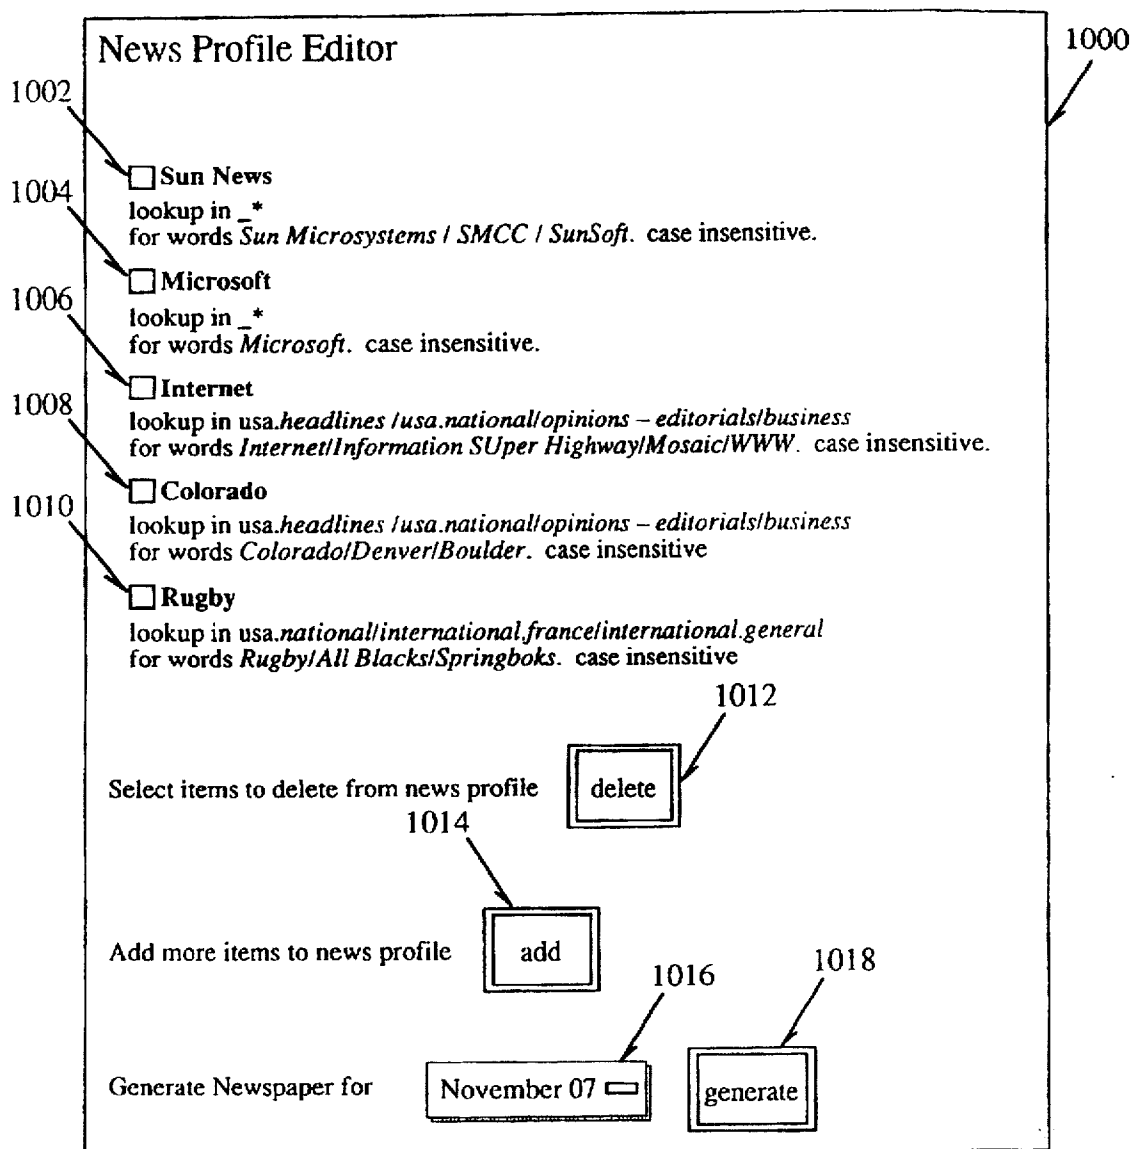 News Profile Editor
1000
1002
Sun News
1004
lookup in _*
for words Sun Microsystems / SMCC / SunSoft. case insensitive.
Microsoft
1006
lookup in _*
for words Microsoft. case insensitive.
Internet
1008
lookup in usa.headlines /usa.national/opinions – editorials/business
for words Internet/Information SUper Highway/Mosaic/WWW. case insensitive.
Colorado
1010
lookup in usa.headlines /usa.national/opinions – editorials/business
for words Colorado/Denver/Boulder. case insensitive
Rugby
lookup in usa.national/international.france/international.general
for words Rugby/All Blacks/Springboks. case insensitive
1012
Select items to delete from news profile delete
1014
Add more items to news profile add
1016
1018
Generate Newspaper for November 07 generate